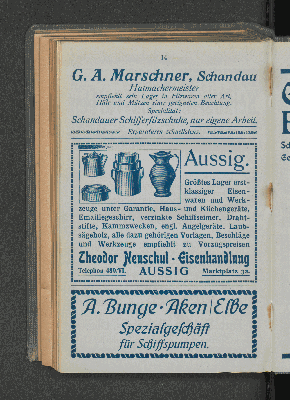 14
G. A. Marschner, Schandau
Hutmachermeister
empfiehlt sein Lager in Filzwaren aller Art,
Hüte und Mützen einer geneigten Beachtung.
Spezialität:
Schandauer Schifferfilzschuhe, nur eigene Arbeit.
Reparaturen schnellstens.
Aussig.
Größtes Lager erst-
klassiger Eisen-
waren und Werk-
zeuge unter Garantie, Haus- und Küchengeräte,
Emaillegeschirr, verzinkte Schiffseimer, Draht-
stifte, Kammzwecken, engl. Angelgeräte. Laub-
sägeholz, alle dazu gehörigen Vorlagen, Beschläge
und Werkzeuge empfiehlt zu Vorzugspreisen
Theodor Neuschul - Eisenhandlung
Telephon 489/VI. AUSSIG Marktplatz 32.
A. Bunge - Aken/Elbe
Spezialgeschäft
für Schiffspumpen.